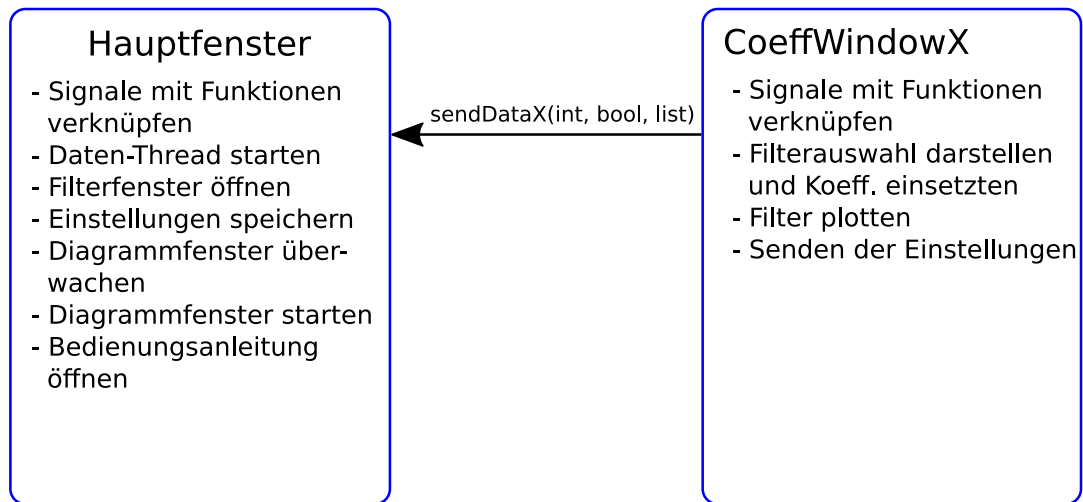 Hauptfenster
- Signale mit Funktionen
verknüpfen
- Daten-Thread starten
- Filterfenster öffnen
- Einstellungen speichern
- Diagrammfenster über-
wachen
- Diagrammfenster starten
- Bedienungsanleitung
öffnen
sendDataX(int, bool, list)
CoeffWindowX
- Signale mit Funktionen
verknüpfen
- Filterauswahl darstellen
und Koeff. einsetzten
- Filter plotten
- Senden der Einstellungen